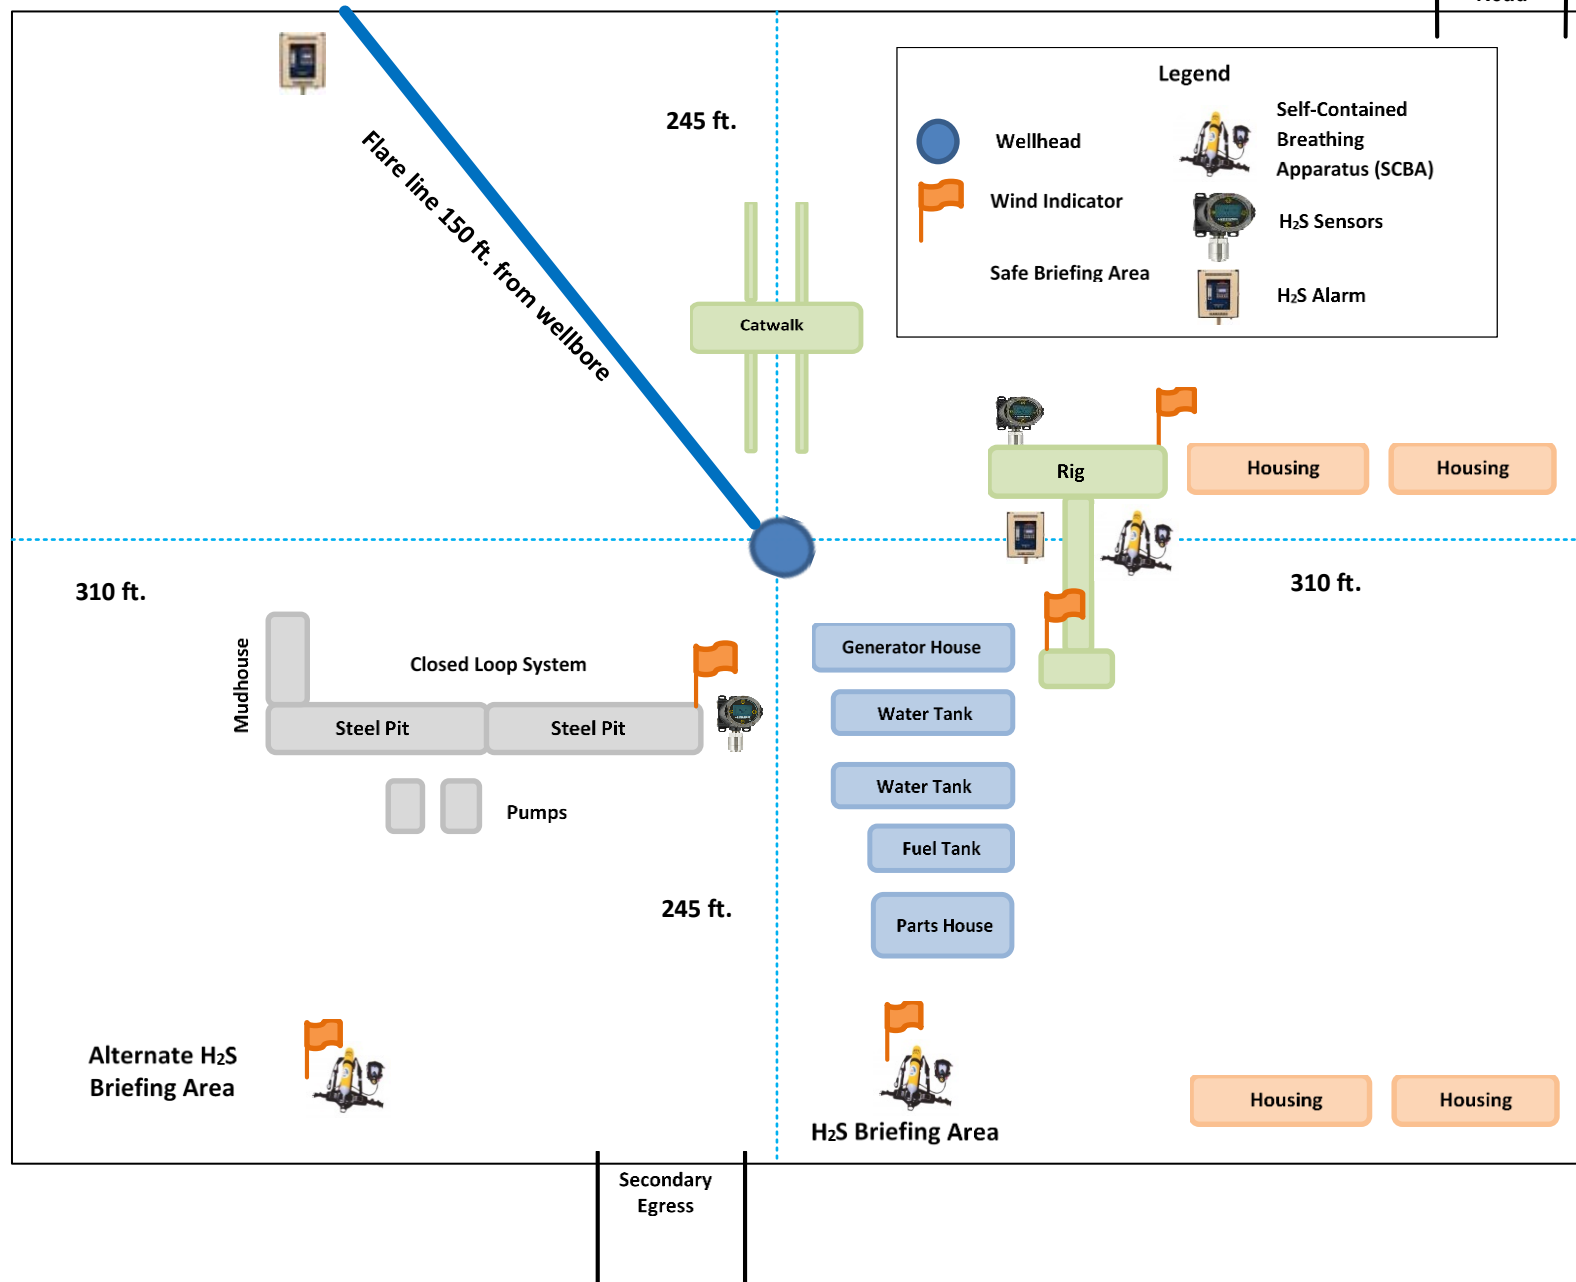 Legend
Wellhead
Wind Indicator
Safe Briefing Area
Self-Contained
Breathing
Apparatus (SCBA)
H2S Sensors
H2S Alarm
245 ft.
Flare line 150 ft. from wellbore
Catwalk
Rig
Housing
Housing
310 ft.
310 ft.
Mudhouse
Closed Loop System
Steel Pit
Steel Pit
Pumps
Generator House
Water Tank
Water Tank
Fuel Tank
Parts House
245 ft.
Alternate H2S
Briefing Area
H2S Briefing Area
Housing
Housing
Secondary
Egress